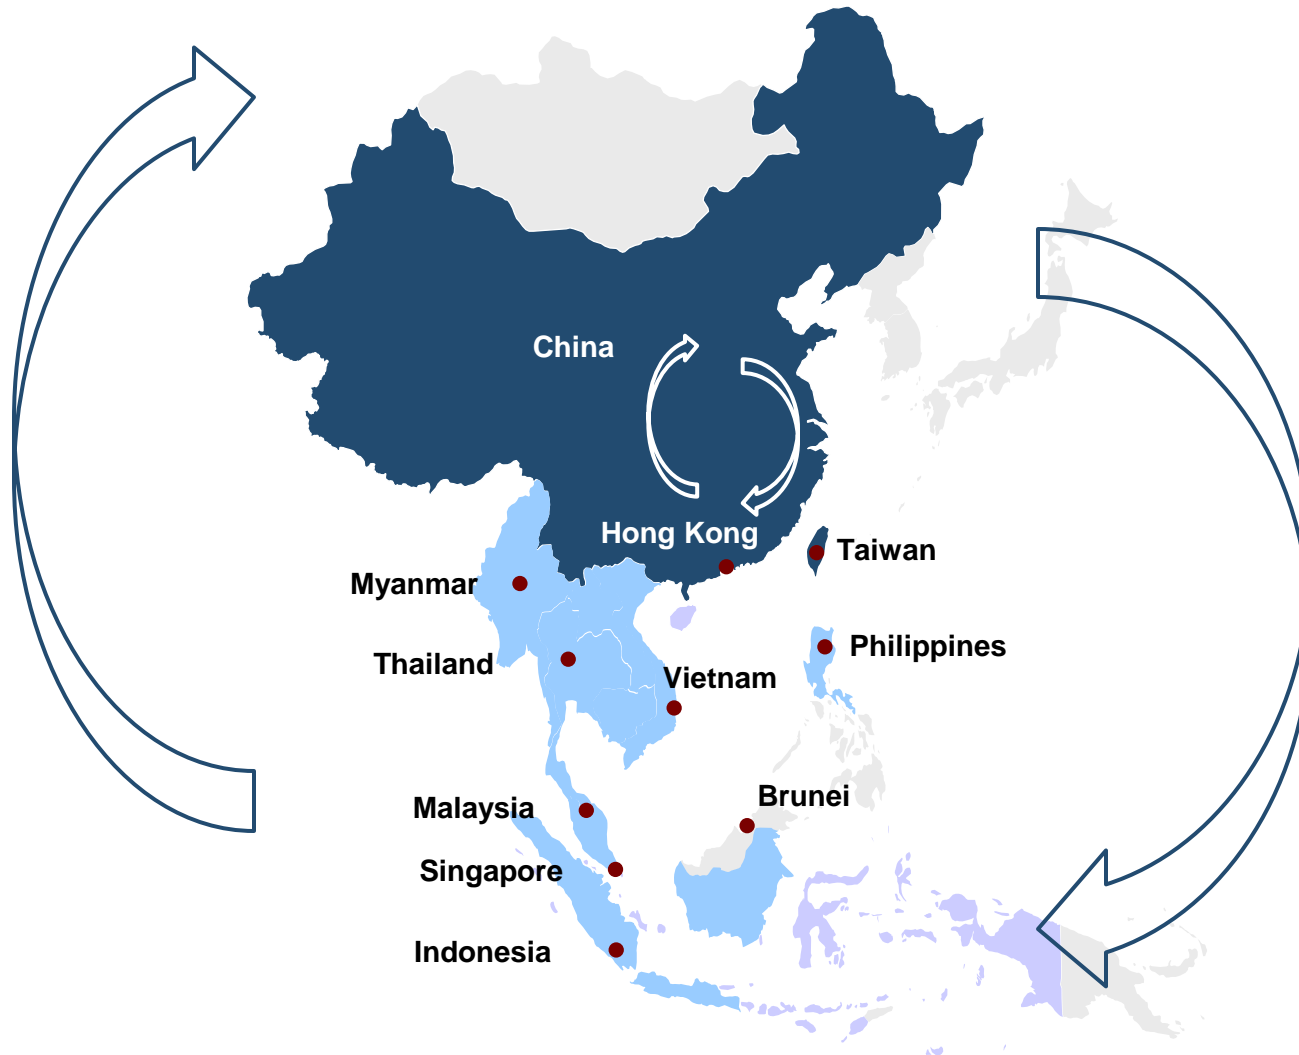 China
Hong Kong
Taiwan
Myanmar
Philippines
Thailand
Vietnam
Brunei
Malaysia
Singapore
Indonesia